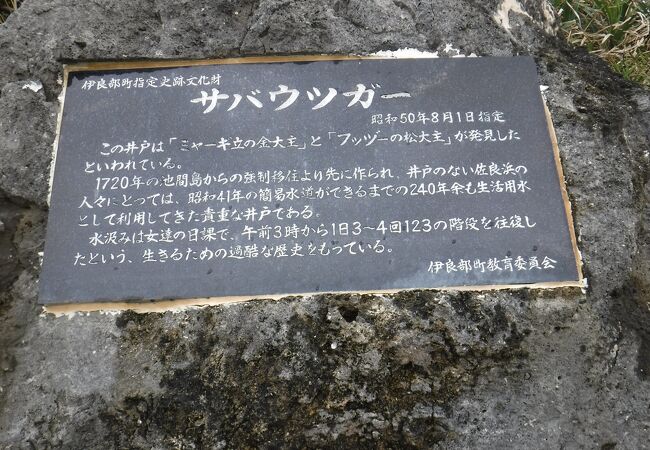 伊良部町指定史跡文化財
サバウツガー
昭和50年8月1日指定
この井戸は「ミャーギ立の金大主」と「フッヅーの松大主」が発見した
といわれている。
1720年の池間島からの強制移住より先に作られ、井戸のない佐良浜の
人々にとっては、昭和41年の簡易水道ができるまでの240年余も生活用水
として利用してきた貴重な井戸である。
水汲みは女達の日課で、午前3時から1日3〜4回123の階段を往復し
たという、生きるための過酷な歴史をもっている。
伊良部町教育委員会